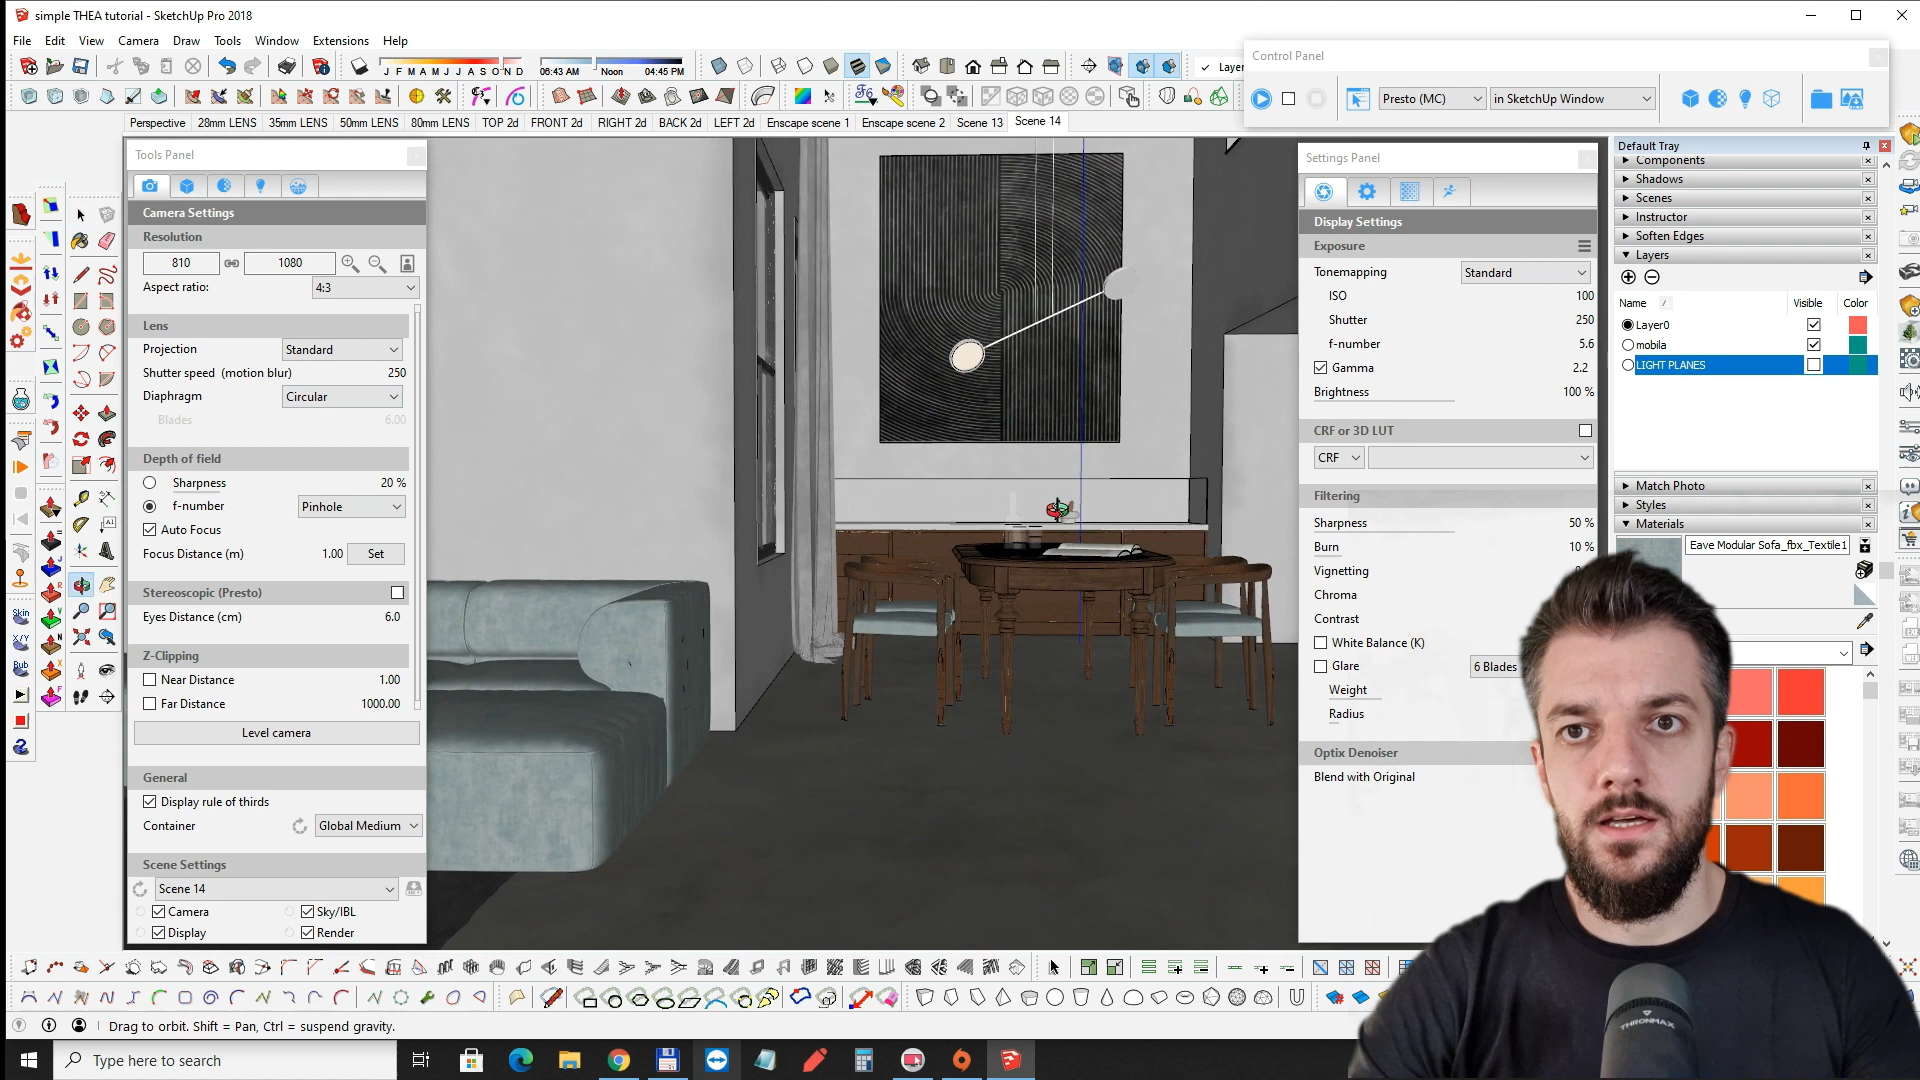 simple THEA tutorial - SketchUp Pro 2018
File Edit View Camera Draw Tools Window Extensions Help
J F M A M J J A S O N D
06:43 AM Noon 04:45 PM
Layer
Control Panel
Presto (MC)
in SketchUp Window
Perspective 28mm LENS 35mm LENS 50mm LENS 80mm LENS TOP 2d FRONT 2d RIGHT 2d BACK 2d LEFT 2d Enscape scene 1 Enscape scene 2 Scene 13 Scene 14
Tools Panel
Camera Settings
Resolution
810 1080
Aspect ratio: 4:3
Lens
Projection Standard
Shutter speed (motion blur) 250
Diaphragm Circular
Blades 6.00
Depth of field
Sharpness 20 %
f-number Pinhole
Auto Focus
Focus Distance (m) 1.00 Set
Stereoscopic (Presto)
Eyes Distance (cm) 6.0
Z-Clipping
Near Distance 1.00
Far Distance 1000.00
Level camera
General
Display rule of thirds
Container Global Medium
Scene Settings
Scene 14
Camera Sky/IBL
Display Render
Settings Panel
Display Settings
Exposure
Tonemapping Standard
ISO 100
Shutter 250
f-number 5.6
Gamma 2.2
Brightness 100 %
CRF or 3D LUT
CRF
Filtering
Sharpness 50 %
Burn 10 %
Vignetting
Chroma
Contrast
White Balance (K)
Glare 6 Blades
Weight
Radius
Optix Denoiser
Blend with Original
Default Tray
Components
Shadows
Scenes
Instructor
Soften Edges
Layers
Name Visible Color
Layer0
mobila
LIGHT PLANES
Match Photo
Styles
Materials
Eave Modular Sofa_fbx_Textile1
Skin
X/Y
Bub
Drag to orbit. Shift = Pan, Ctrl = suspend gravity.
Type here to search
THRONMAX